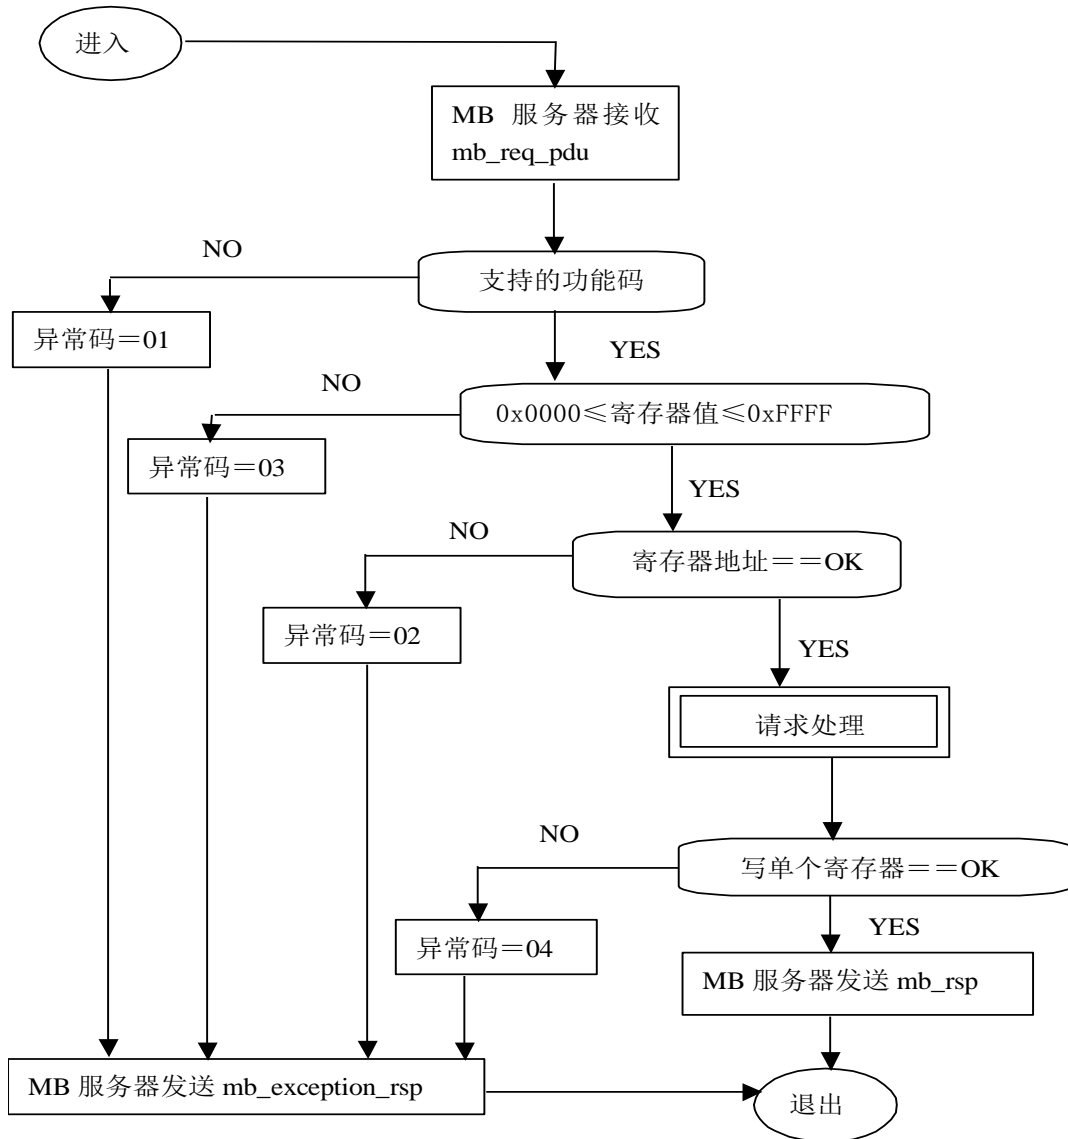 进入
MB 服务器接收
mb_req_pdu
NO
支持的功能码
异常码＝01
YES
NO
0x0000≤寄存器值≤0xFFFF
异常码＝03
YES
NO
寄存器地址＝＝OK
异常码＝02
YES
请求处理
NO
写单个寄存器＝＝OK
YES
异常码＝04
MB 服务器发送 mb_rsp
MB 服务器发送 mb_exception_rsp
退出